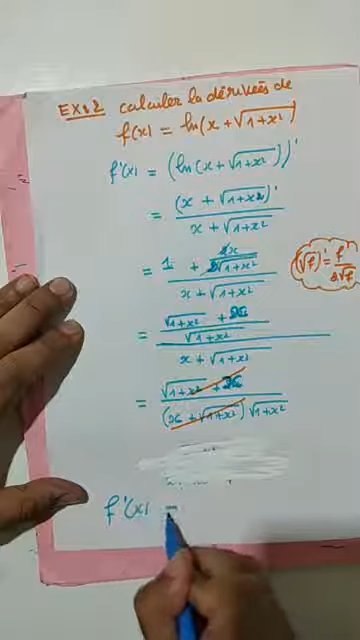 EX:2 calculer la dérivées de
f(x) = ln(x + √(1+x²))
f'(x) = (ln(x + √(1+x²)))'
= (x + √(1+x²))' / (x + √(1+x²))
= (1 + 2x/(2√(1+x²))) / (x + √(1+x²))
(√f)' = f'/(2√f)
= ((√(1+x²) + x)/√(1+x²)) / (x + √(1+x²))
= (√(1+x²) + x) / ((x + √(1+x²))√(1+x²))
f'(x) =